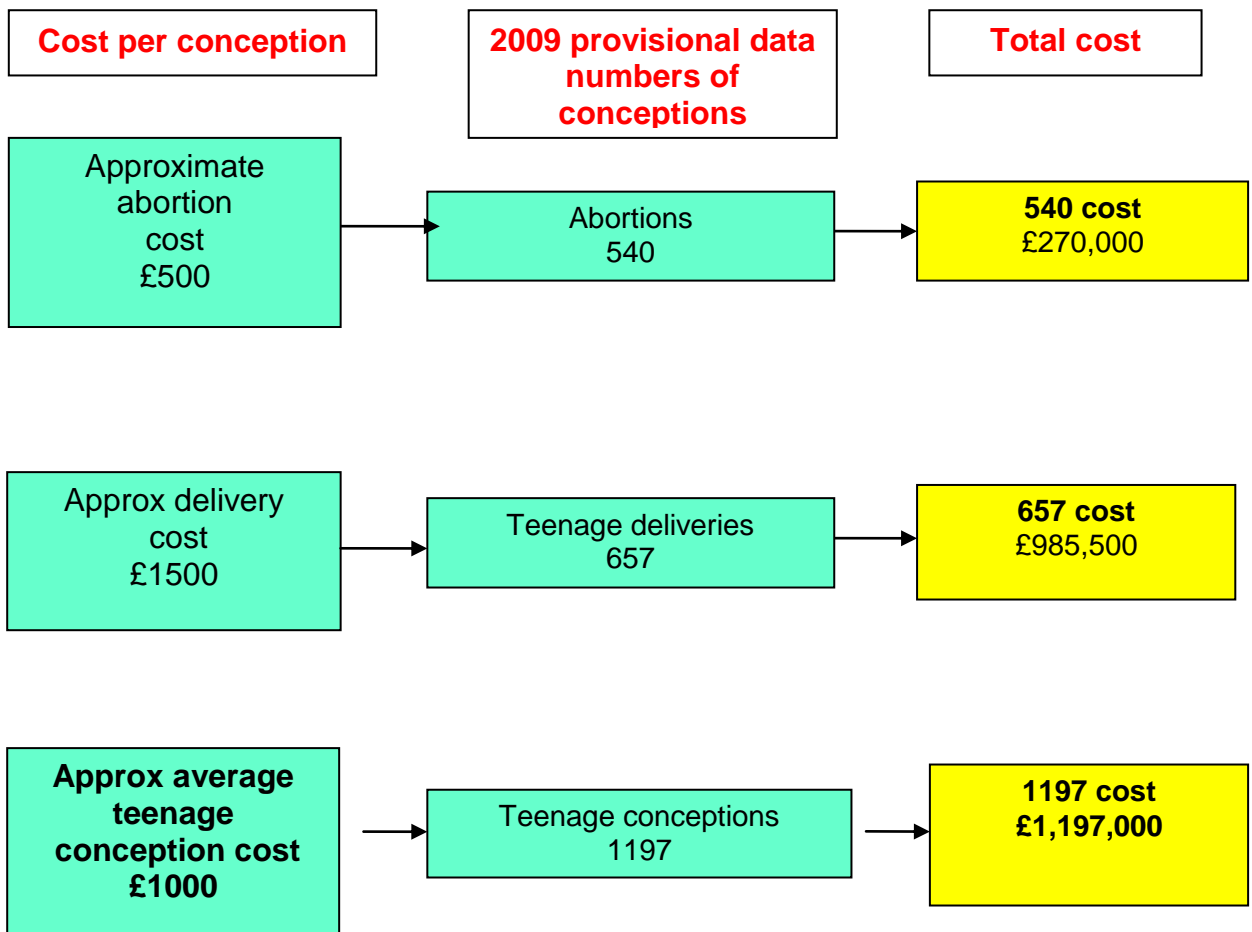 Cost per conception
2009 provisional data
numbers of
conceptions
Total cost
Approximate
abortion
cost
£500
Abortions
540
540 cost
£270,000
Approx delivery
cost
£1500
Teenage deliveries
657
657 cost
£985,500
Approx average
teenage
conception cost
£1000
Teenage conceptions
1197
1197 cost
£1,197,000